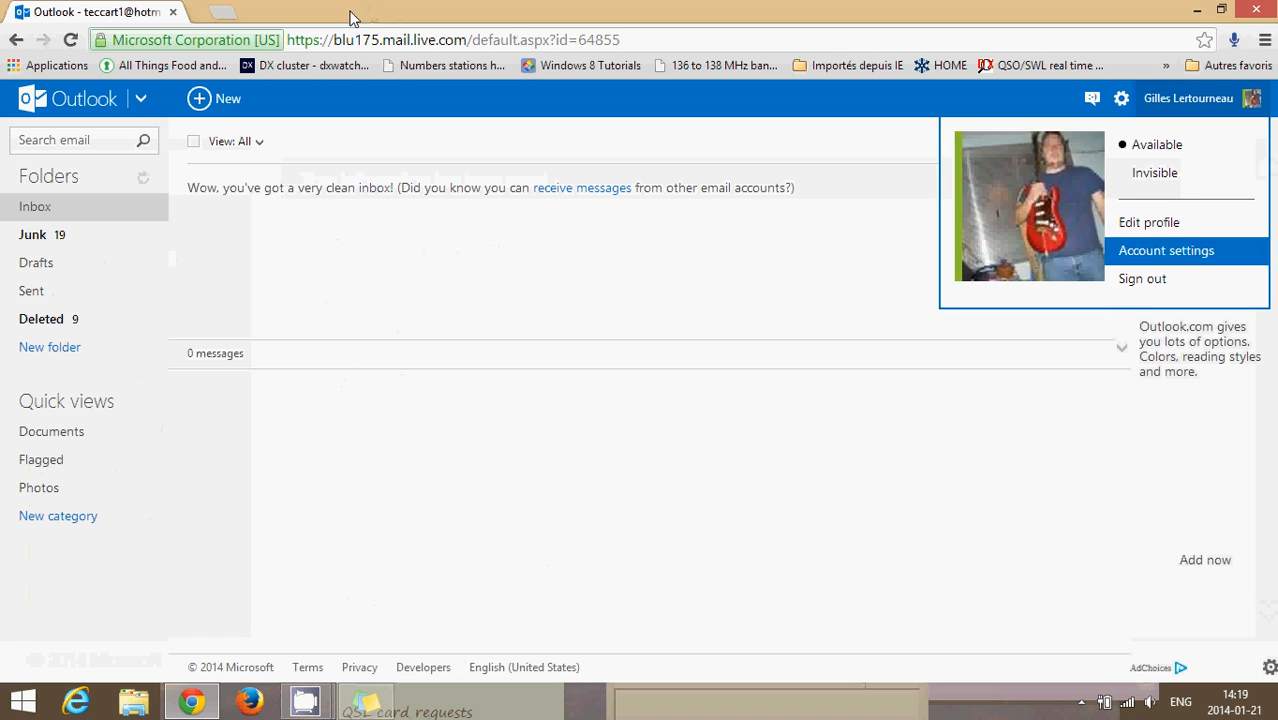 Outlook - teccart1@hotm
Microsoft Corporation [US] https://blu175.mail.live.com/default.aspx?id=64855
Applications All Things Food and... DX cluster - dxwatch... Numbers stations h... Windows 8 Tutorials 136 to 138 MHz ban... Importés depuis IE HOME QSO/SWL real time ... » Autres favoris
Outlook New Gilles Lertourneau
Search email
View: All
Available
Folders
Invisible
Wow, you've got a very clean inbox! (Did you know you can receive messages from other email accounts?)
Inbox
Edit profile
Junk 19
Account settings
Drafts
Sign out
Sent
Deleted 9
Outlook.com gives
you lots of options.
Colors, reading styles
and more.
New folder
0 messages
Quick views
Documents
Flagged
Photos
New category
Add now
© 2014 Microsoft Terms Privacy Developers English (United States) AdChoices
© 2014 Microsoft
QSL card requests
ENG
14:19
2014-01-21